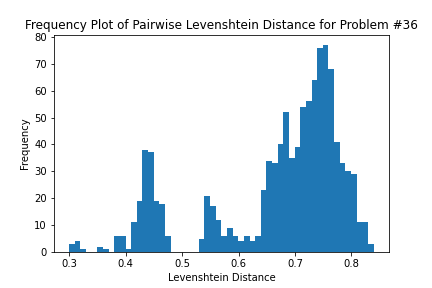 Frequency Plot of Pairwise Levenshtein Distance for Problem #36
80
70
60
50
40
30
20
10
0
Frequency
0.3 0.4 0.5 0.6 0.7 0.8
Levenshtein Distance